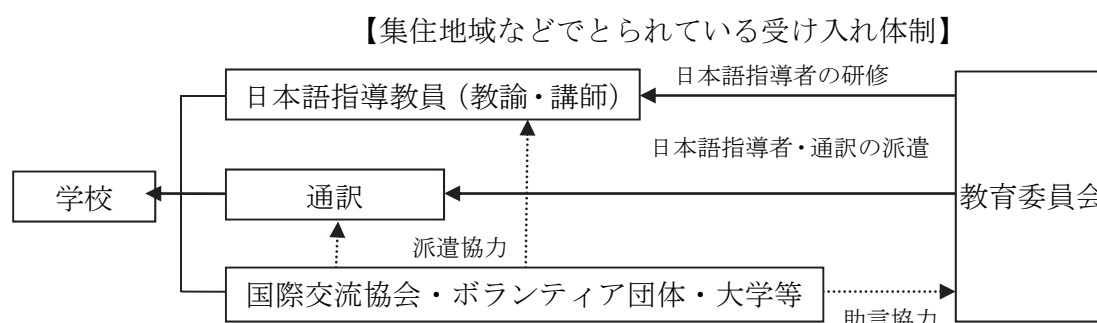 【集住地域などでとられている受け入れ体制】
日本語指導者の研修
日本語指導教員（教諭・講師）
日本語指導者・通訳の派遣
学校
通訳
教育委員会
派遣協力
国際交流協会・ボランティア団体・大学等
助言協力